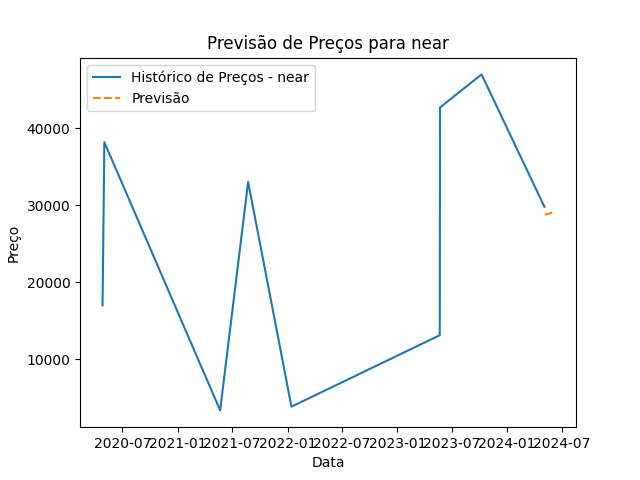 Previsão de Preços para near
Histórico de Preços - near
Previsão
40000
30000
20000
10000
Preço
2020-07 2021-01 2021-07 2022-01 2022-07 2023-01 2023-07 2024-01 2024-07
Data